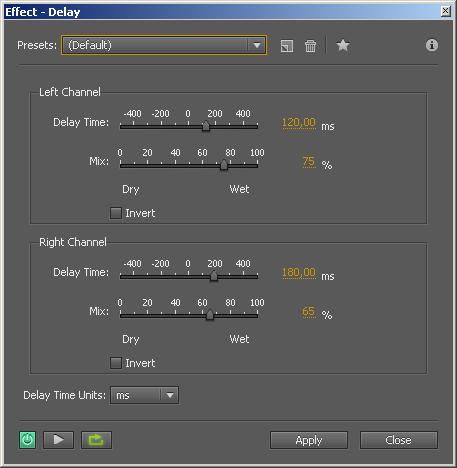 Effect - Delay
Presets: (Default)
Left Channel
-400 -200 0 200 400
Delay Time: 120,00 ms
0 20 40 60 80 100
Mix: 75 %
Dry Wet
Invert
Right Channel
-400 -200 0 200 400
Delay Time: 180,00 ms
0 20 40 60 80 100
Mix: 65 %
Dry Wet
Invert
Delay Time Units: ms
Apply Close